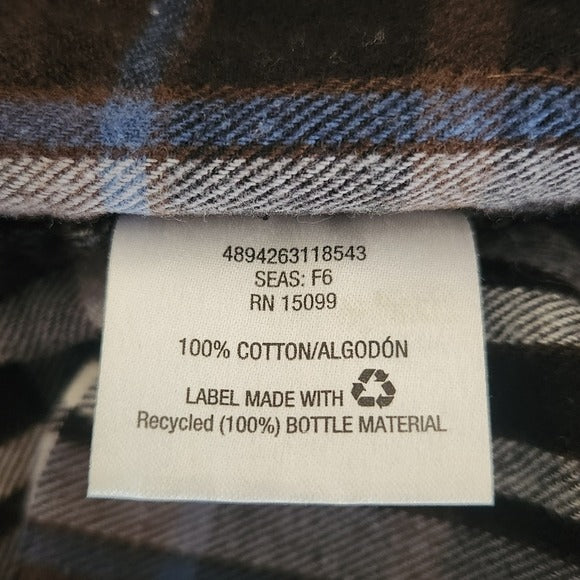 4894263118543
SEAS: F6
RN 15099
100% COTTON/ALGODÓN
LABEL MADE WITH
Recycled (100%) BOTTLE MATERIAL